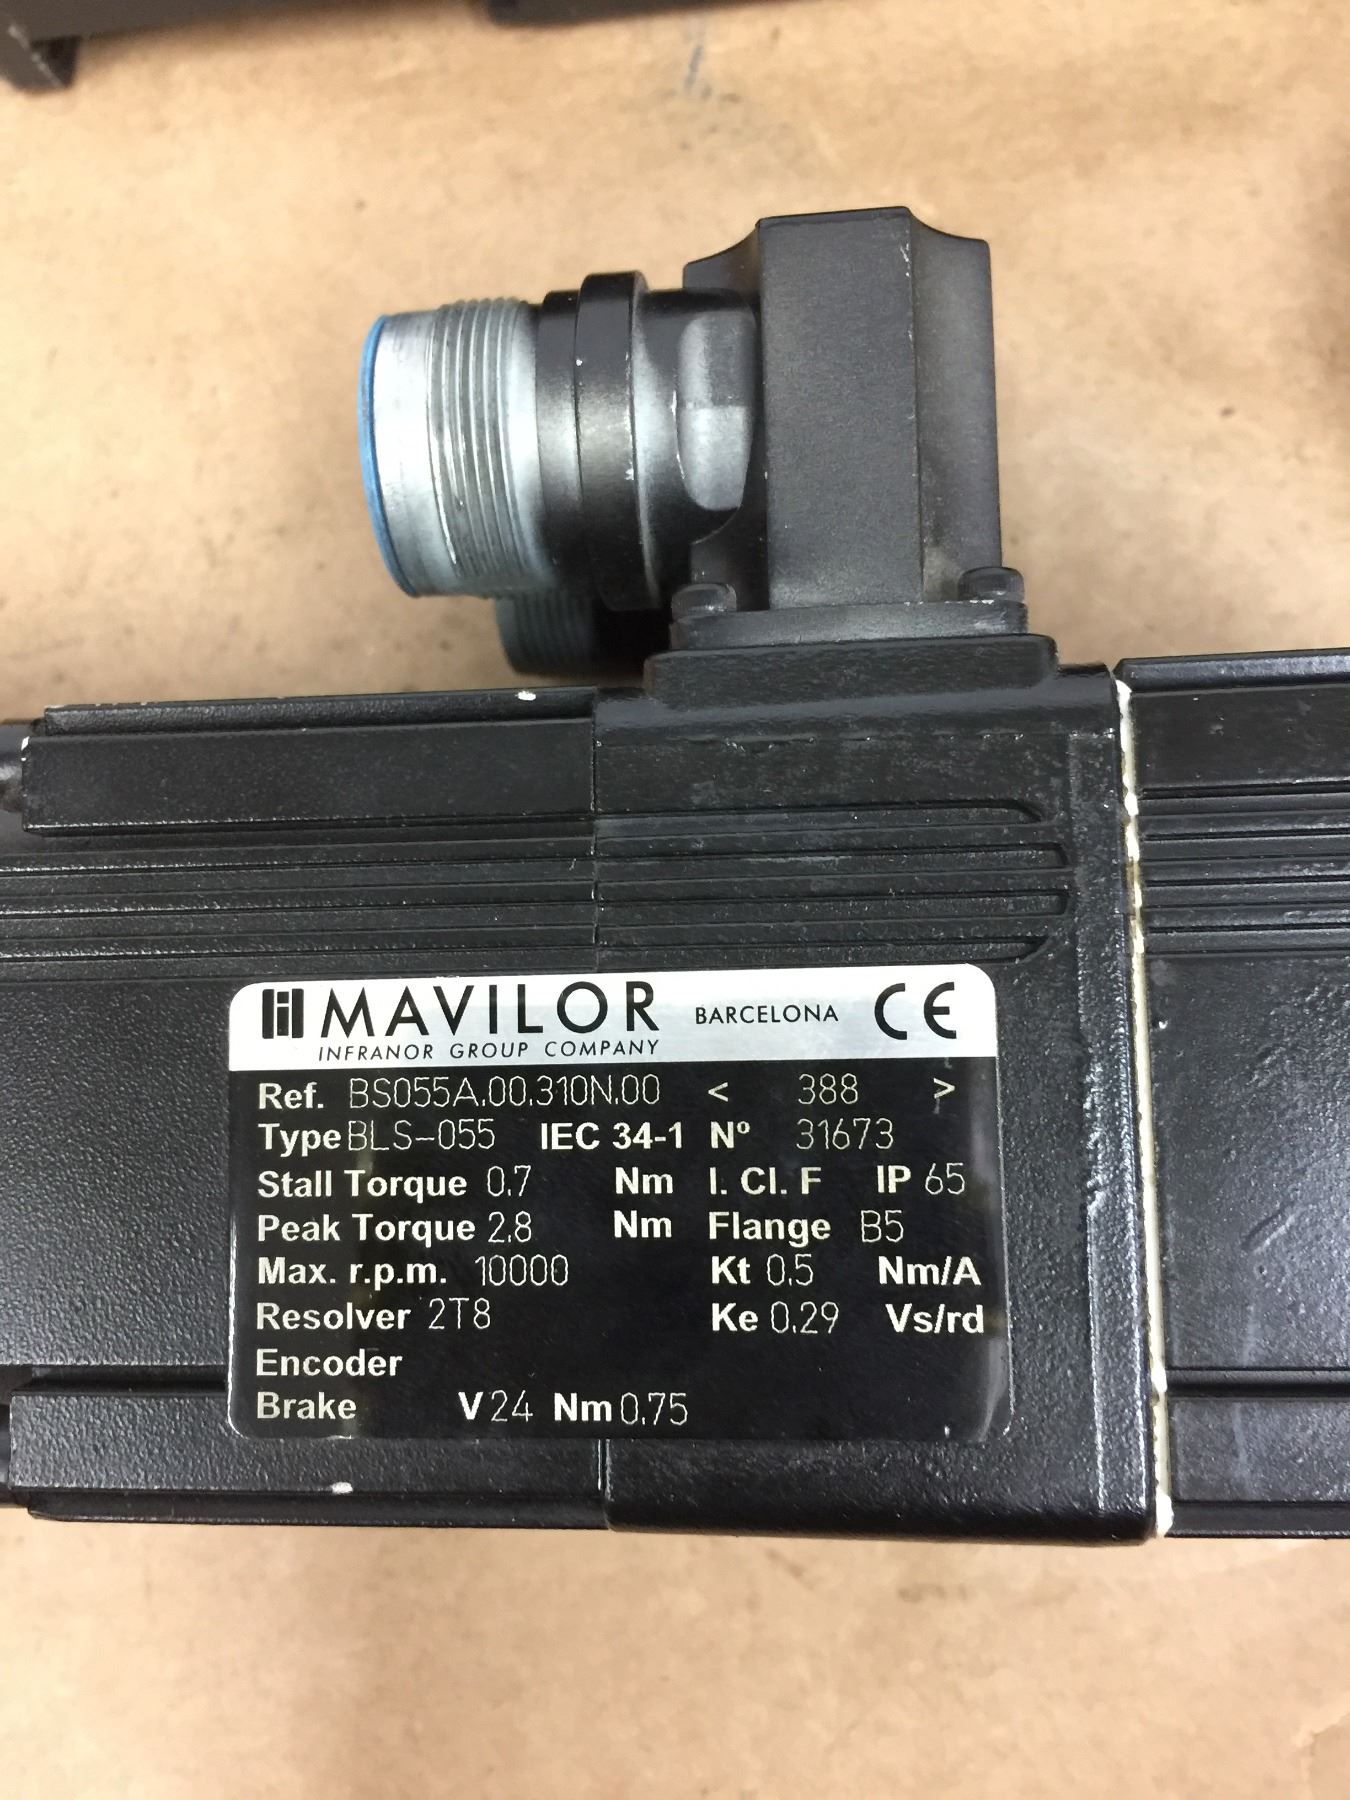 MAVILOR BARCELONA CE
INFRANOR GROUP COMPANY
Ref. BS055A.00.310N.00 < 388 >
Type BLS-055 IEC 34-1 Nº 31673
Stall Torque 0.7 Nm I. Cl. F IP 65
Peak Torque 2.8 Nm Flange B5
Max. r.p.m. 10000 Kt 0.5 Nm/A
Resolver 2T8 Ke 0.29 Vs/rd
Encoder
Brake V 24 Nm 0.75